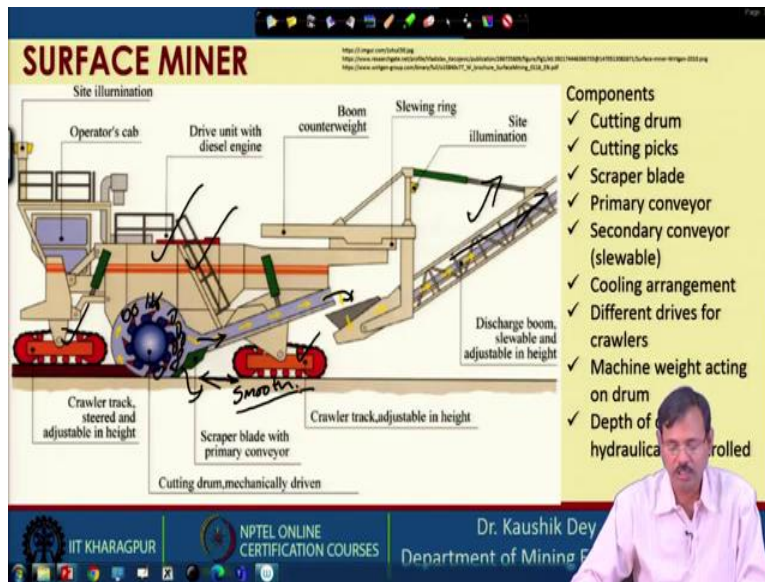 Page
SURFACE MINER
Site illumination
Operator's cab
Drive unit with
diesel engine
Boom
counterweight
Slewing ring
Site
illumination
Smooth.
Discharge boom,
slewable and
adjustable in height
Crawler track,
steered and
adjustable in height
Scraper blade with
primary conveyor
Crawler track,adjustable in height
Cutting drum,mechanically driven
Components
✓ Cutting drum
✓ Cutting picks
✓ Scraper blade
✓ Primary conveyor
✓ Secondary conveyor
(slewable)
✓ Cooling arrangement
✓ Different drives for
crawlers
✓ Machine weight acting
on drum
✓ Depth of
IIT KHARAGPUR
NPTEL ONLINE
CERTIFICATION COURSES
Dr. Kaushik Dey
Department of Mining